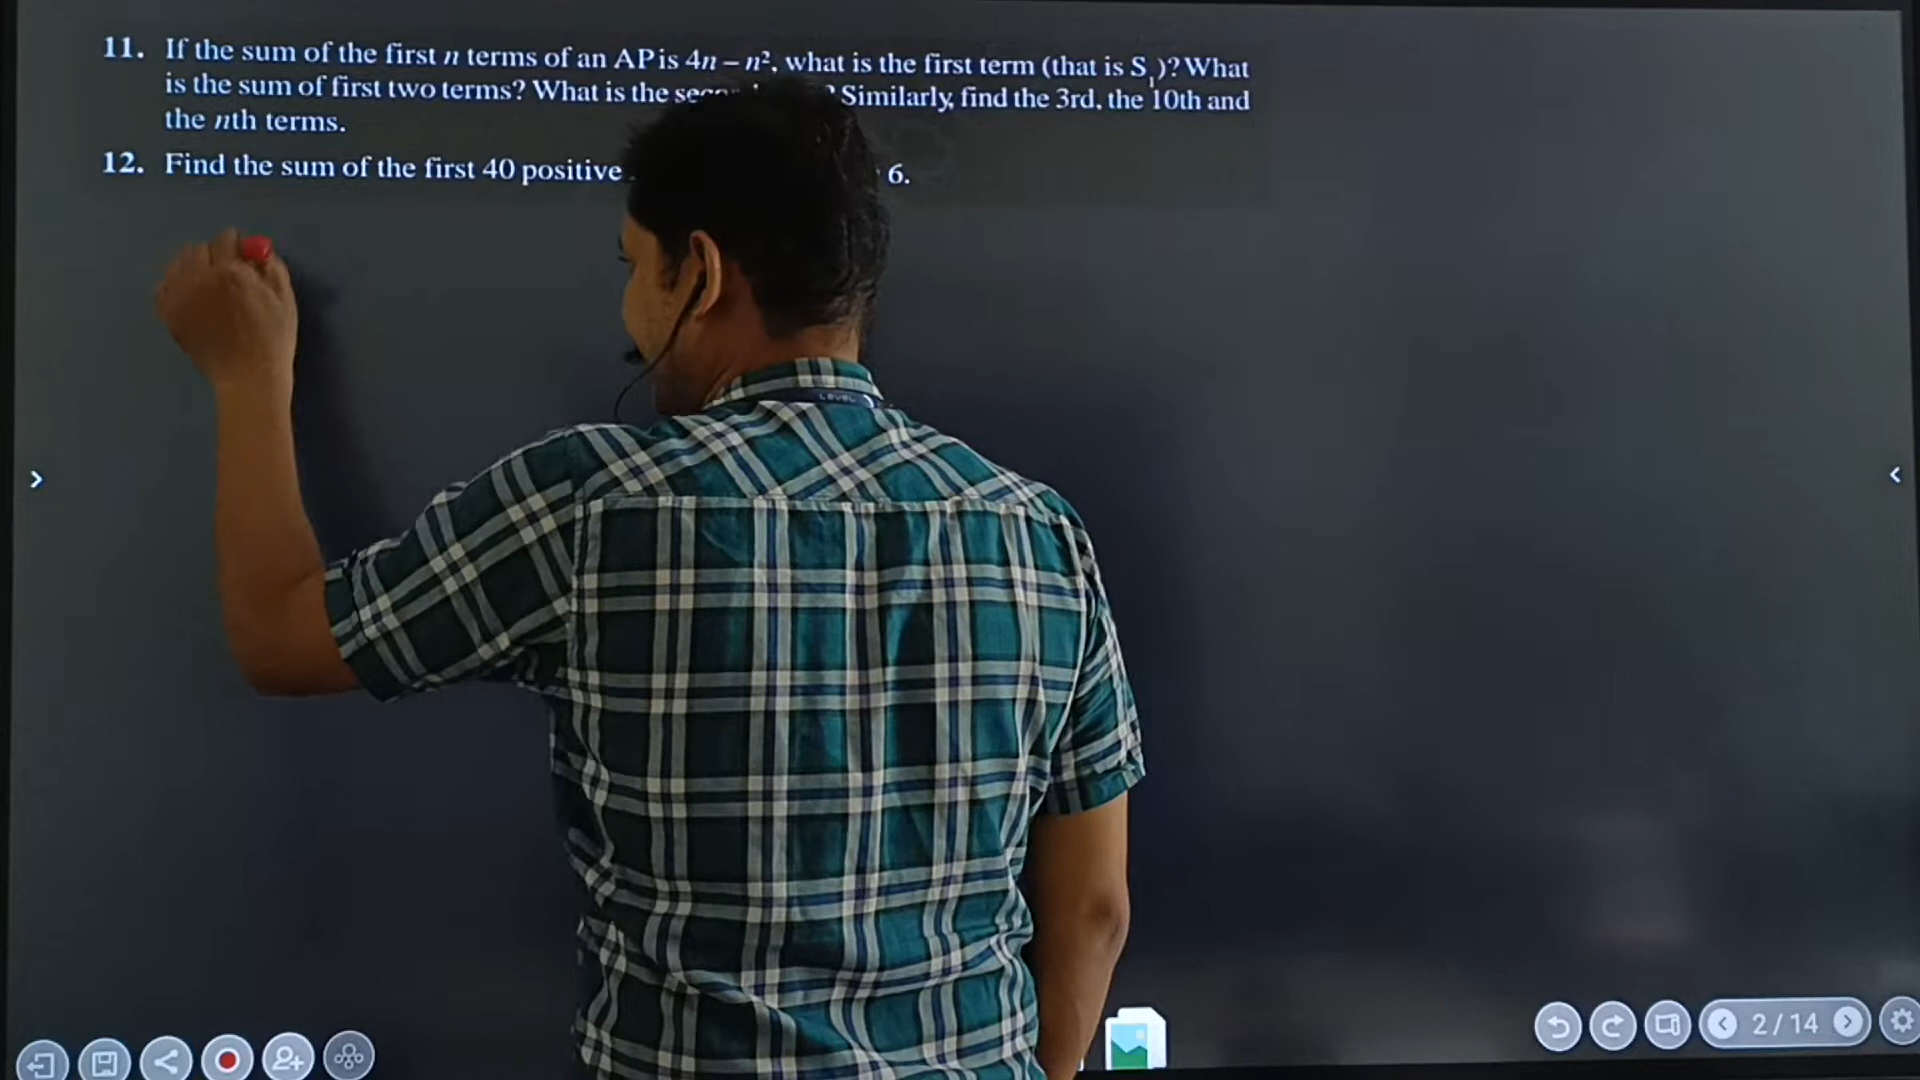 11. If the sum of the first n terms of an AP is 4n – n², what is the first term (that is S₁)? What
is the sum of first two terms? What is the Similarly, find the 3rd, the 10th and
the nth terms.
12. Find the sum of the first 40 positive 6.
LEVEL
2/14